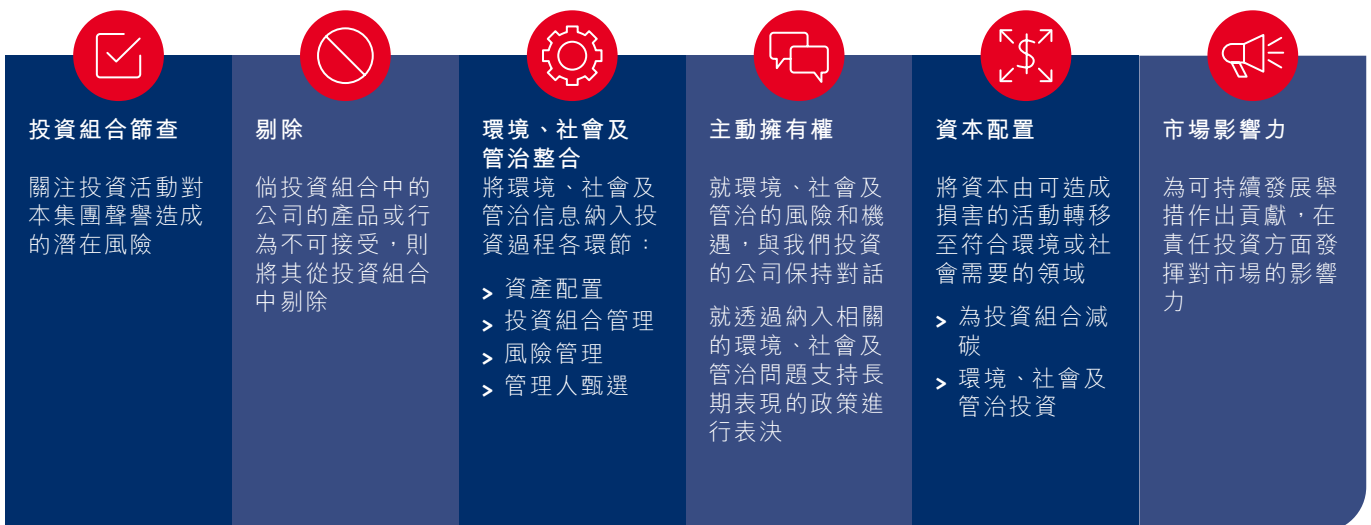 投資組合篩查
關注投資活動對
本集團聲譽造成
的潛在風險
剔除
倘投資組合中的
公司的產品或行
為不可接受，則
將其從投資組合
中剔除
環境、社會及
管治整合
將環境、社會及
管治信息納入投
資過程各環節：
> 資產配置
> 投資組合管理
> 風險管理
> 管理人甄選
主動擁有權
就環境、社會及
管治的風險和機
遇，與我們投資
的公司保持對話
就透過納入相關
的環境、社會及
管治問題支持長
期表現的政策進
行表決
資本配置
將資本由可造成
損害的活動轉移
至符合環境或社
會需要的領域
> 為投資組合減
碳
> 環境、社會及
管治投資
市場影響力
為可持續發展舉
措作出貢獻，在
責任投資方面發
揮對市場的影響
力